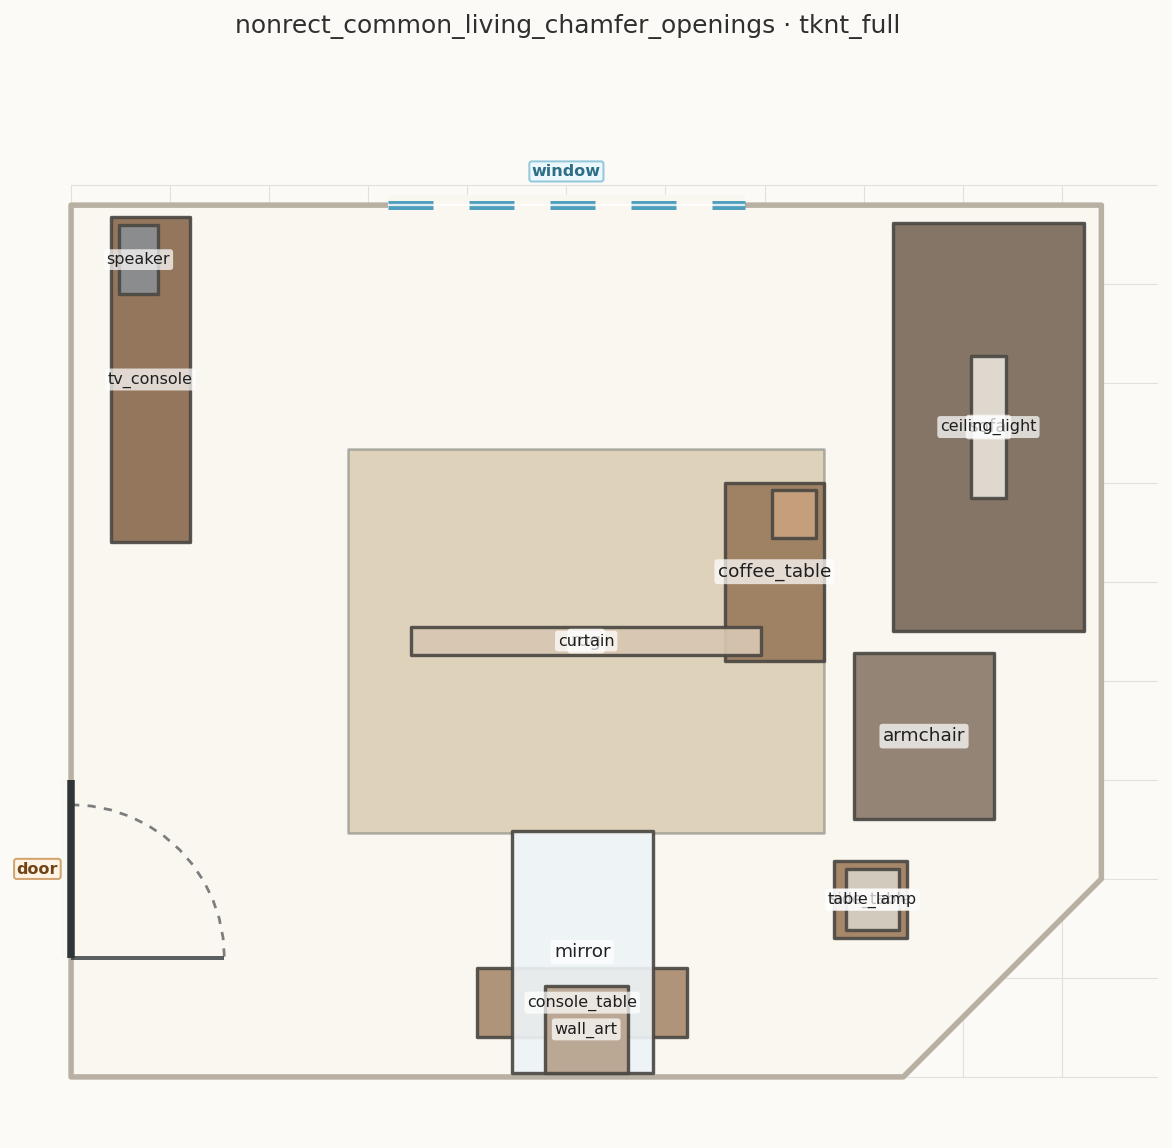 nonrect_common_living_chamfer_openings · tknt_full
window
speaker
tv_console
ceiling_light
coffee_table
curtain
armchair
door
table_lamp
mirror
console_table
wall_art